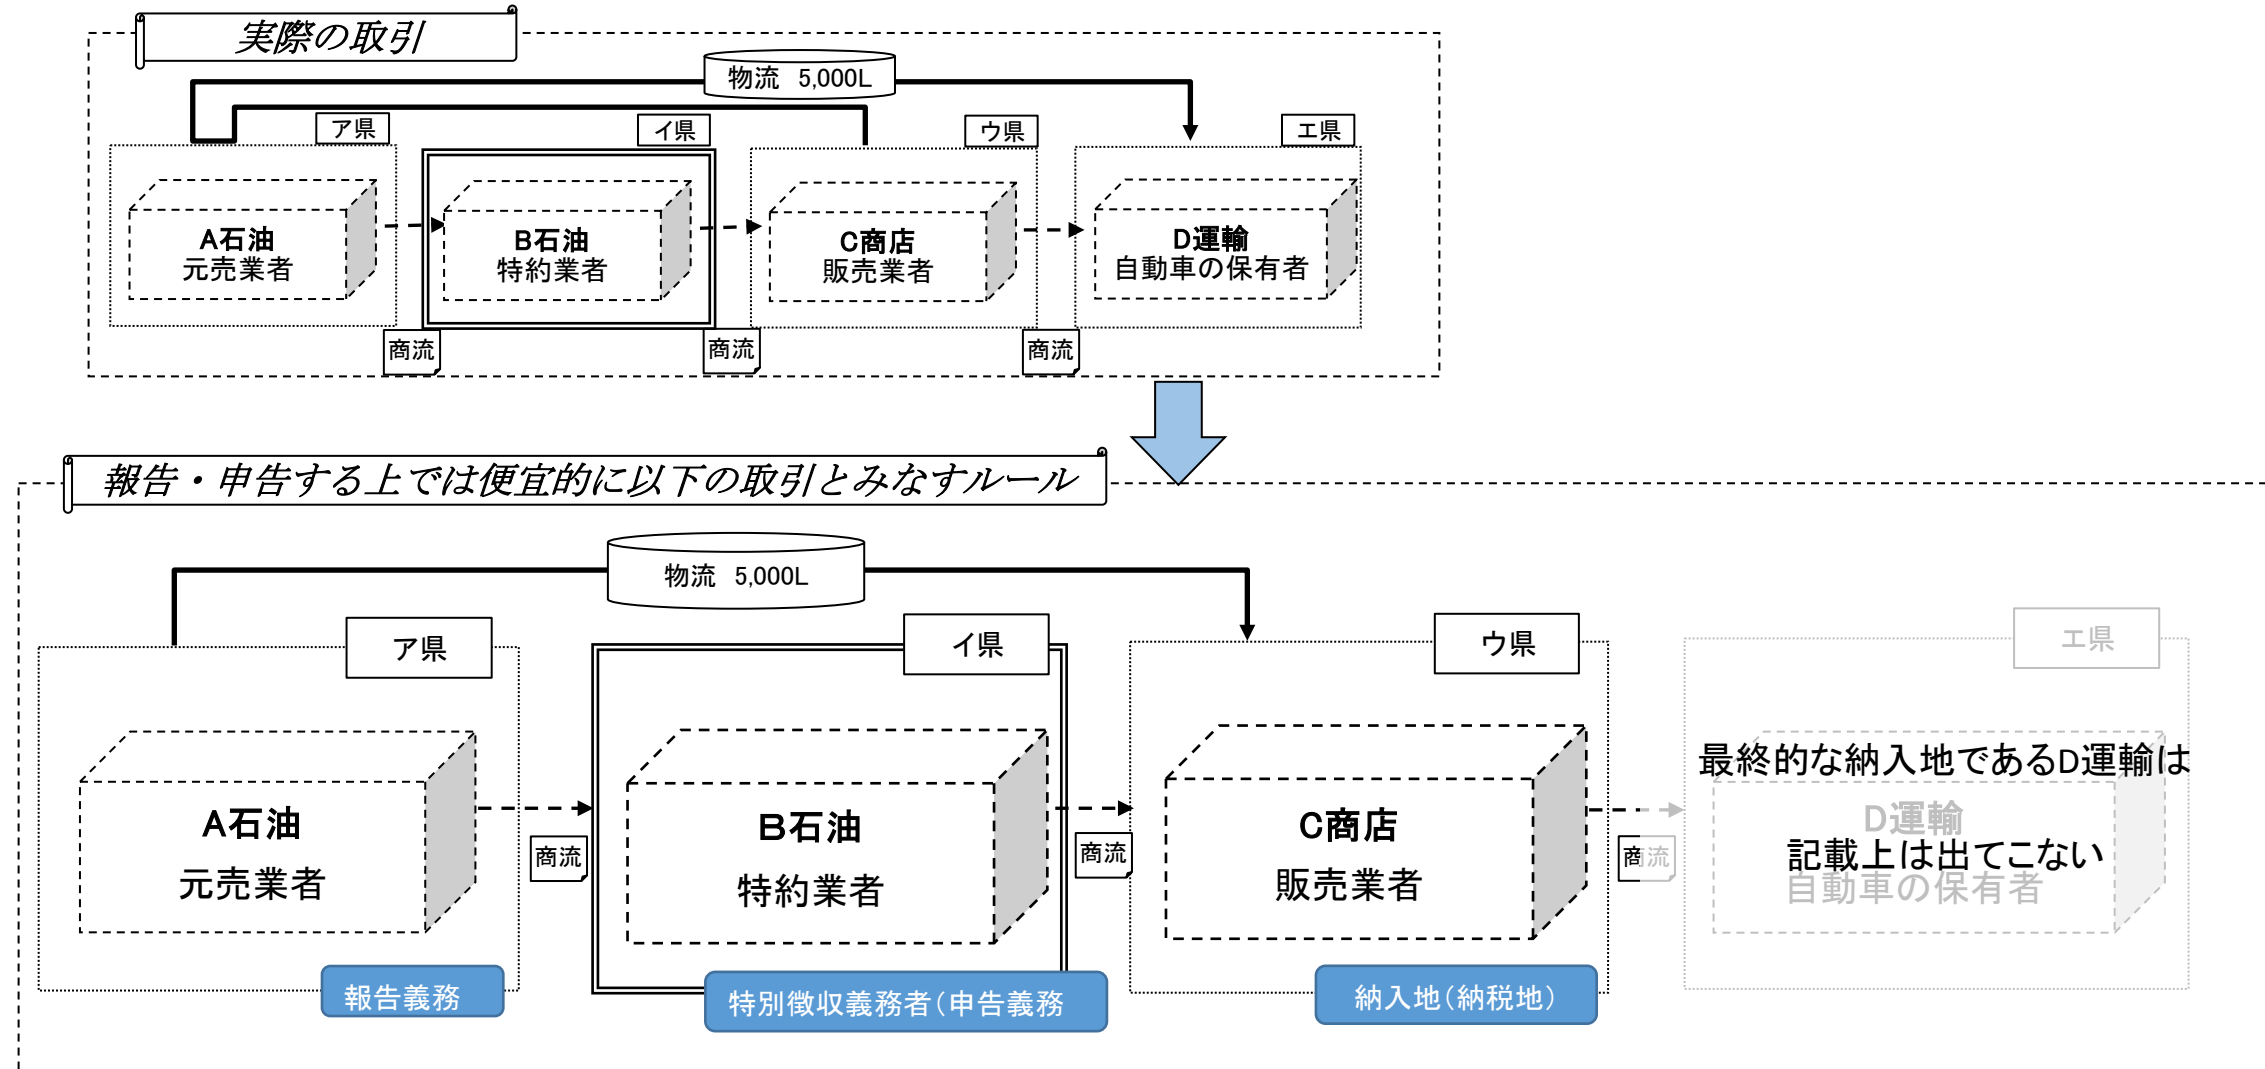 実際の取引
物流 5,000L
ア県
イ県
ウ県
エ県
A石油
元売業者
B石油
特約業者
C商店
販売業者
D運輸
自動車の保有者
商流
商流
商流
報告・申告する上では便宜的に以下の取引とみなすルール
物流 5,000L
ア県
イ県
ウ県
エ県
A石油
元売業者
B石油
特約業者
C商店
販売業者
最終的な納入地であるD運輸は
D運輸
記載上は出てこない
自動車の保有者
商流
商流
商流
報告義務
特別徴収義務者(申告義務
納入地(納税地)